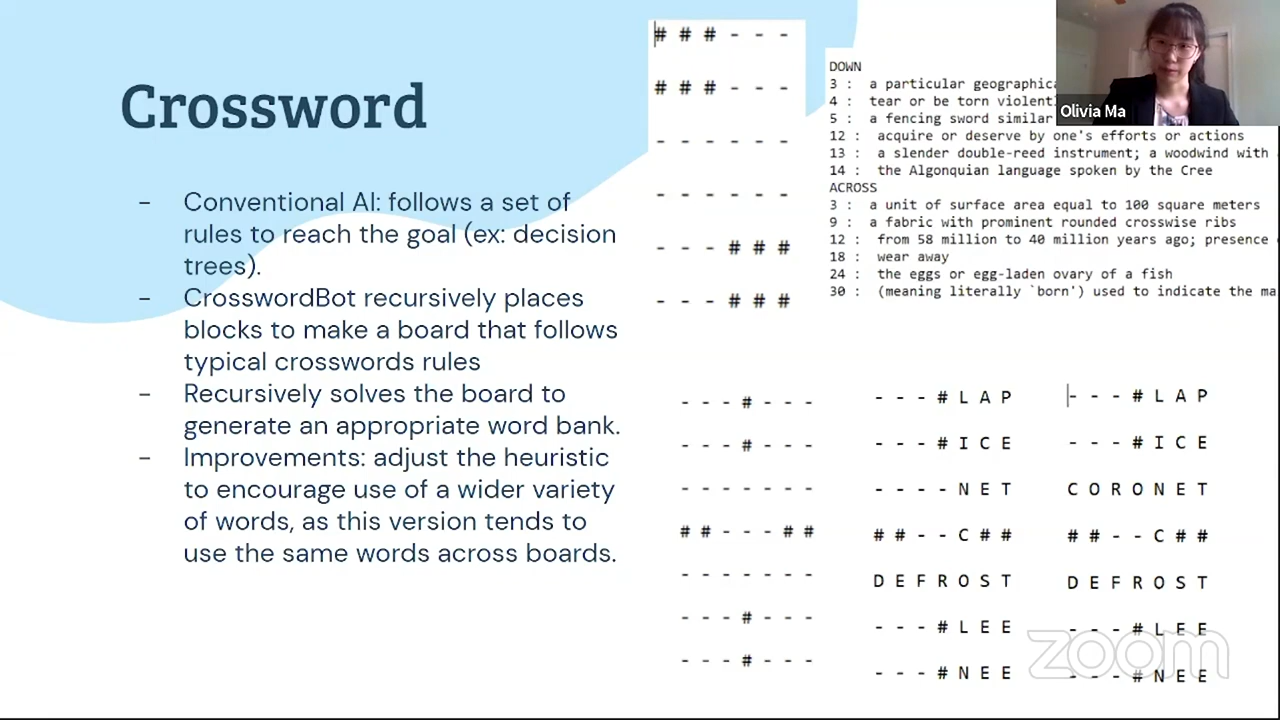 Crossword
- Conventional AI: follows a set of
rules to reach the goal (ex: decision
trees).
- CrosswordBot recursively places
blocks to make a board that follows
typical crosswords rules
- Recursively solves the board to
generate an appropriate word bank.
- Improvements: adjust the heuristic
to encourage use of a wider variety
of words, as this version tends to
use the same words across boards.
# # # - - -
# # # - - -
- - - - - -
- - - - - -
- - - # # #
- - - # # #
DOWN
3 : a particular
4 : tear or be torn
5 : a fencing sword similar
12 : acquire or deserve by one's efforts or actions
13 : a slender double-reed instrument; a woodwind with
14 : the Algonquian language spoken by the Cree
ACROSS
3 : a unit of surface area equal to 100 square meters
9 : a fabric with prominent rounded crosswise ribs
12 : from 58 million to 40 million years ago; presence
18 : wear away
24 : the eggs or egg-laden ovary of a fish
30 : (meaning literally `born') used to indicate the
Olivia Ma
- - - # - - -
- - - # - - -
- - - - - - -
# # - - - # #
- - - - - - -
- - - # - - -
- - - # - - -
- - - # L A P
- - - # I C E
- - - - N E T
# # - - C # #
D E F R O S T
- - - # L E E
- - - # N E E
- - - # L A P
- - - # I C E
C O R O N E T
# # - - C # #
D E F R O S T
- - - # L E E
- - - # N E E
zoom